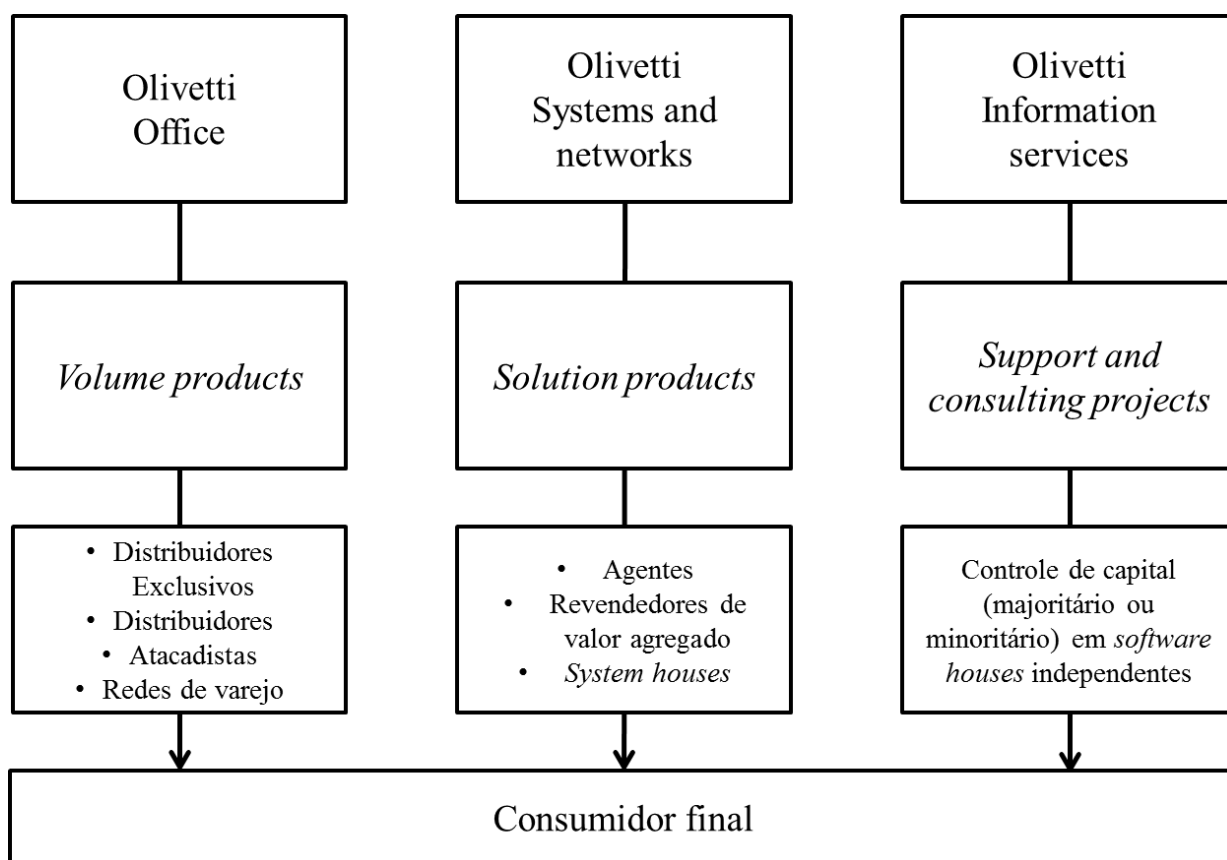 Olivetti
Office
Olivetti
Systems and
networks
Olivetti
Information
services
Volume products
Solution products
Support and
consulting projects
• Distribuidores
Exclusivos
• Distribuidores
• Atacadistas
• Redes de varejo
• Agentes
• Revendedores de
valor agregado
• System houses
Controle de capital
(majoritário ou
minoritário) em software
houses independentes
Consumidor final